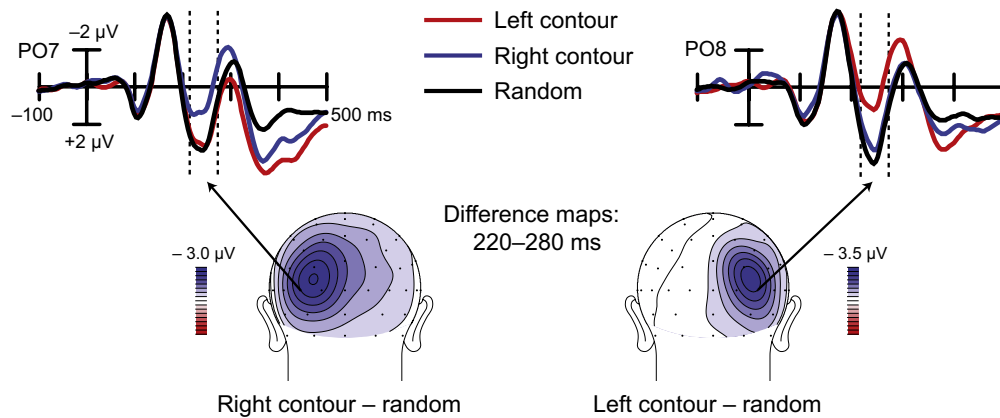 PO7
–2 µV
–100
+2 µV
500 ms
Left contour
Right contour
Random
PO8
Difference maps:
220–280 ms
– 3.0 µV
– 3.5 µV
Right contour – random
Left contour – random